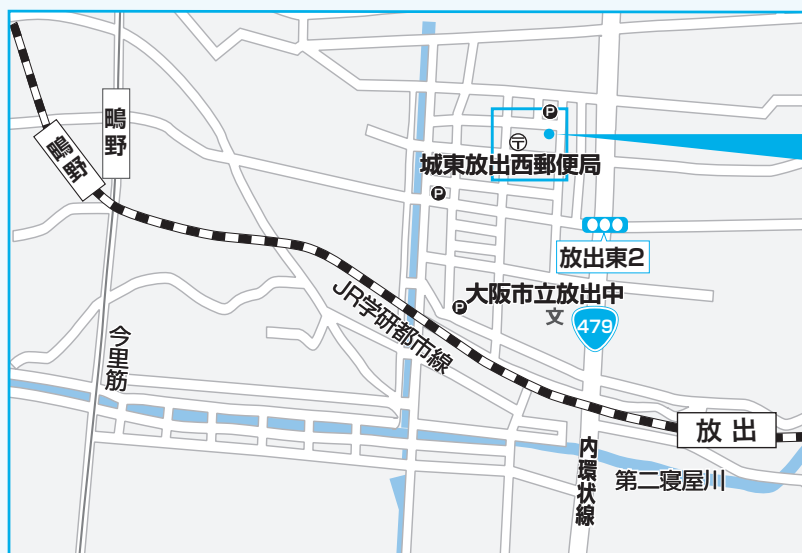 鴫野
鴫野
P
〒
城東放出西郵便局
P
放出東2
大阪市立放出中
P
文
479
JR学研都市線
今里筋
放出
内環状線
第二寝屋川